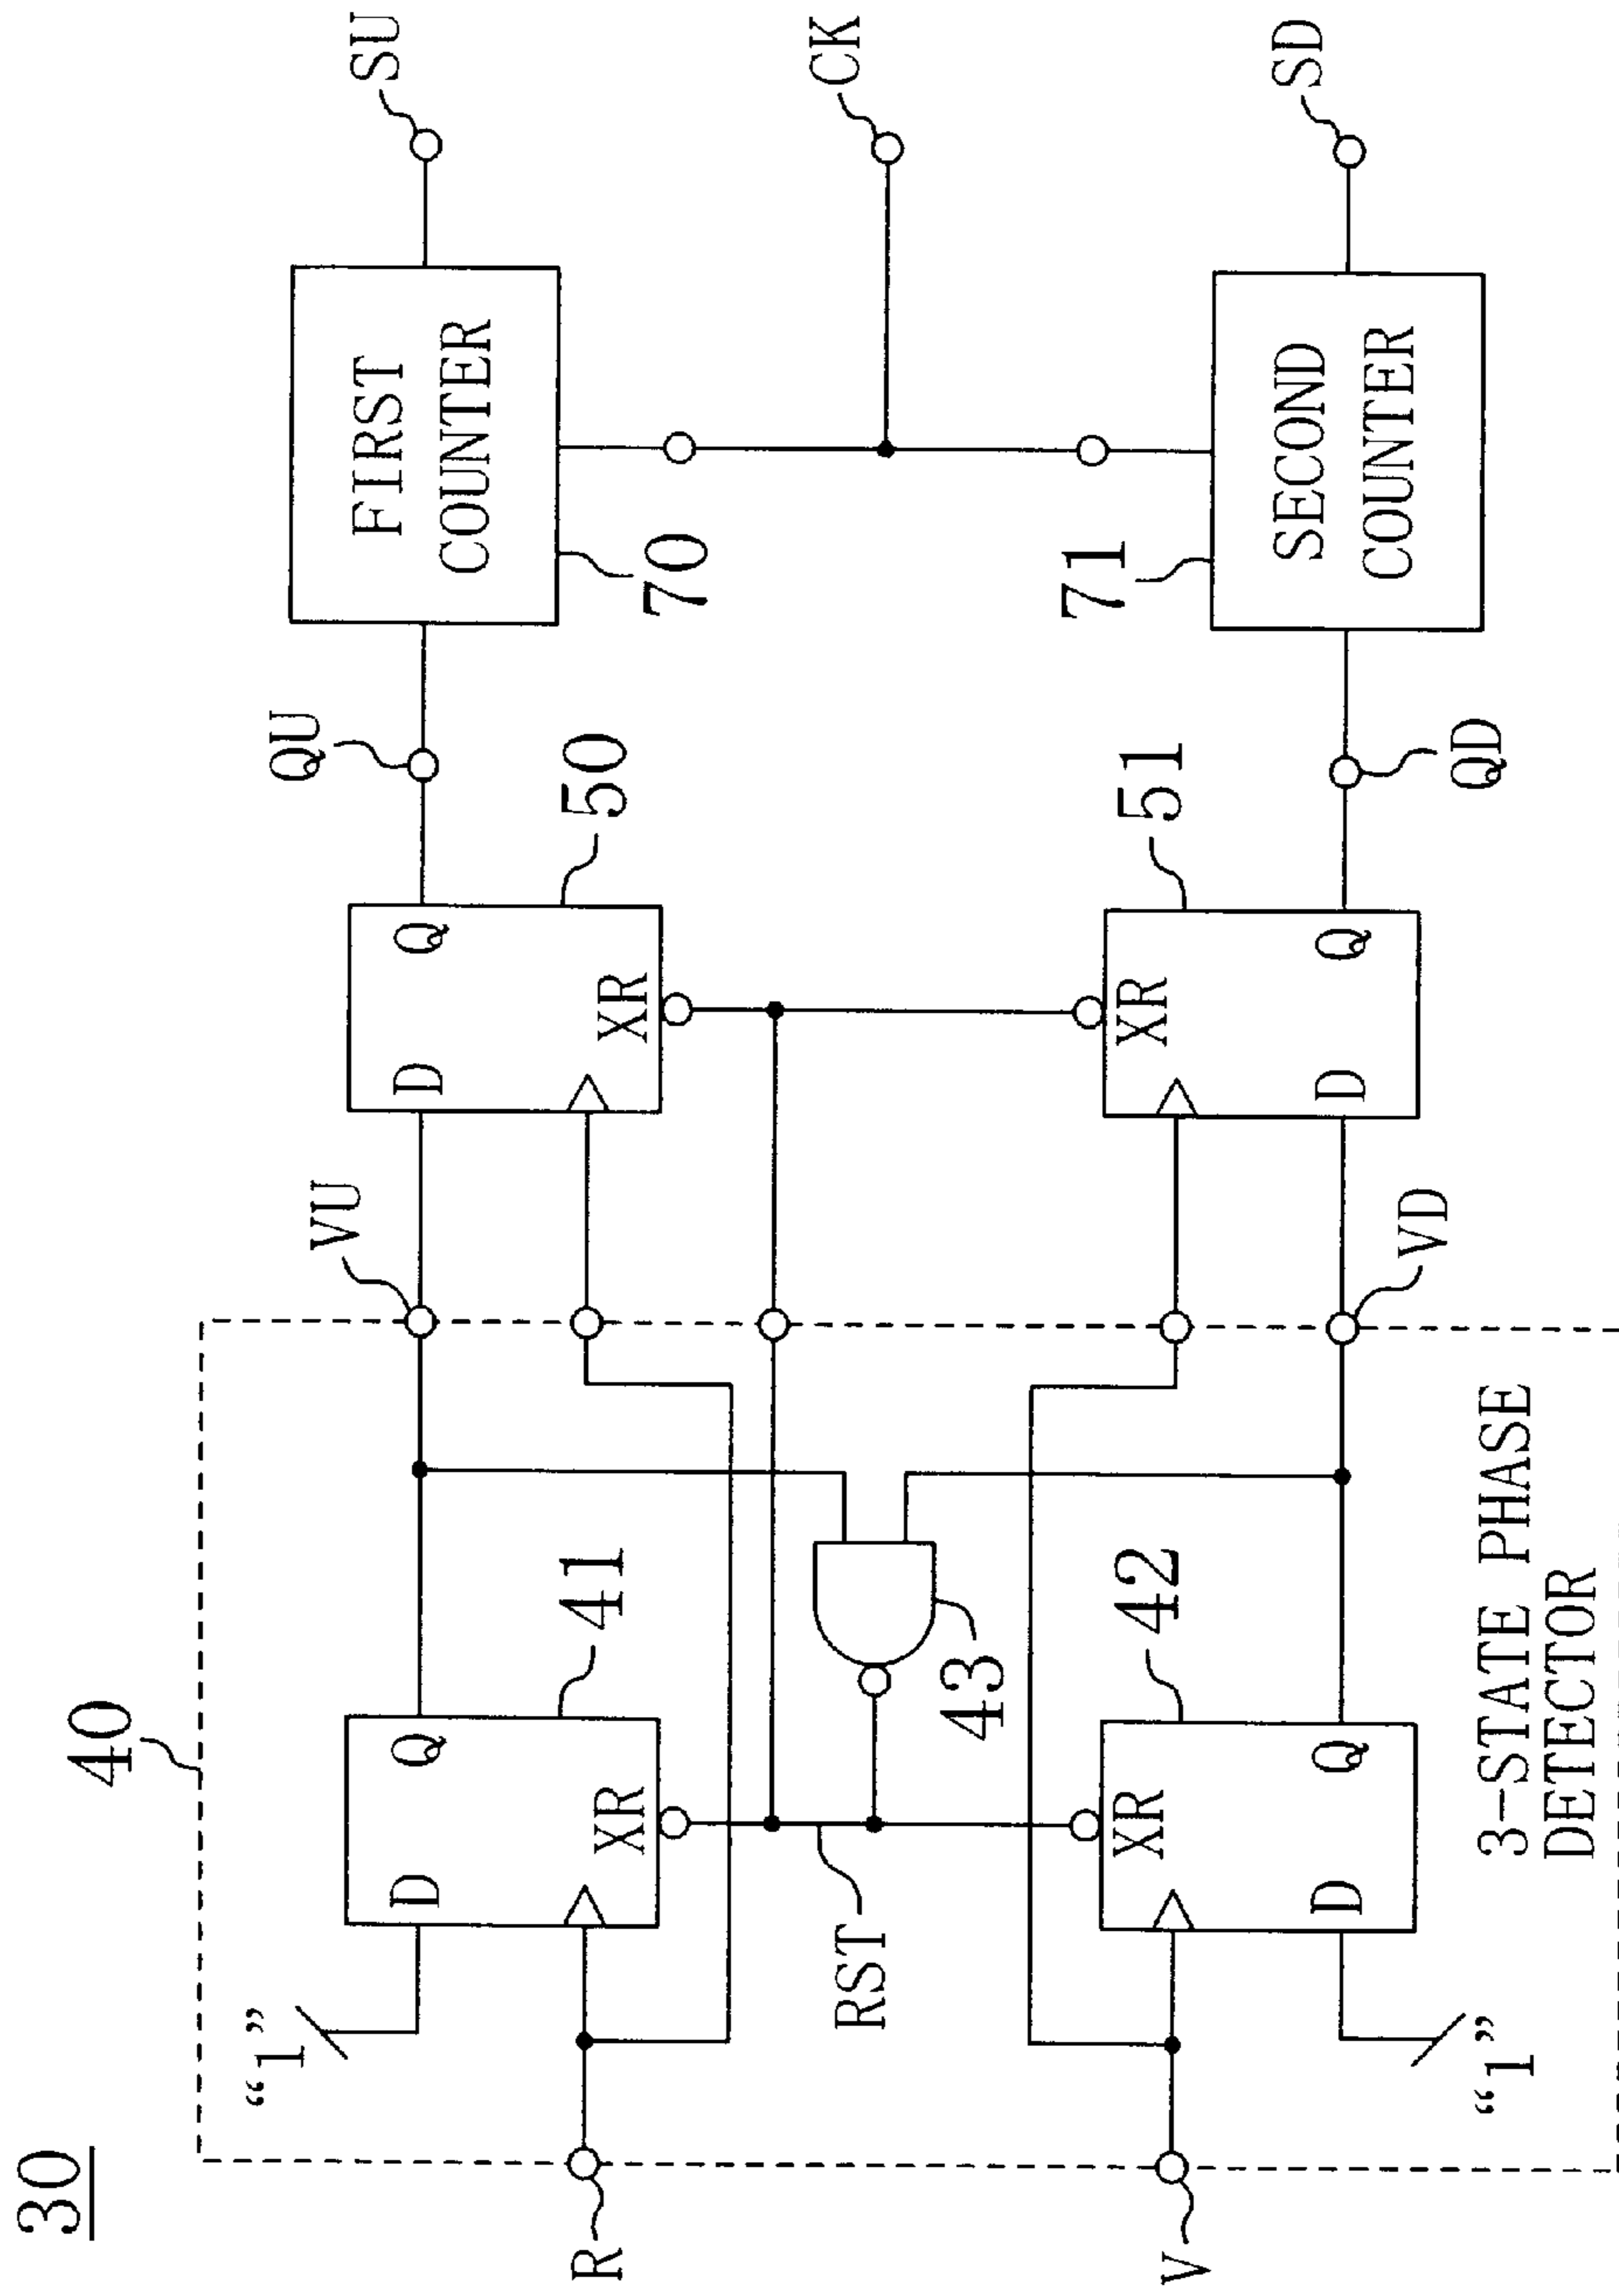 30
40
3-STATE PHASE
DETECTOR
R
V
"1"
"1"
D
Q
XR
41
D
Q
XR
42
43
RST
VU
VD
D
Q
XR
50
D
Q
XR
51
QU
QD
FIRST
COUNTER
70
SECOND
COUNTER
71
SU
CK
SD